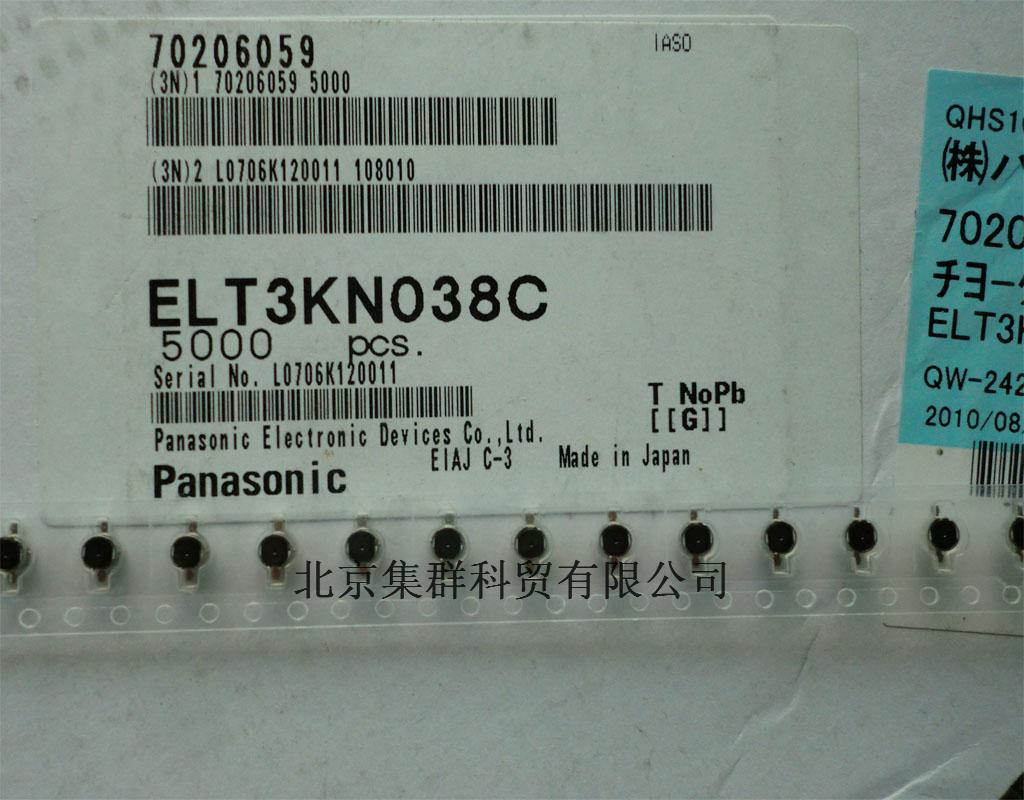 70206059
IASO
(3N)1 70206059 5000
(3N)2 L0706K120011 108010
ELT3KN038C
5000 pcs.
Serial No. L0706K120011
T NoPb
[[G]]
Panasonic Electronic Devices Co.,Ltd.
EIAJ C-3 Made in Japan
Panasonic
QHS1
(株)
7020
チヨー
ELT3
QW-242
2010/08
北京集群科贸有限公司